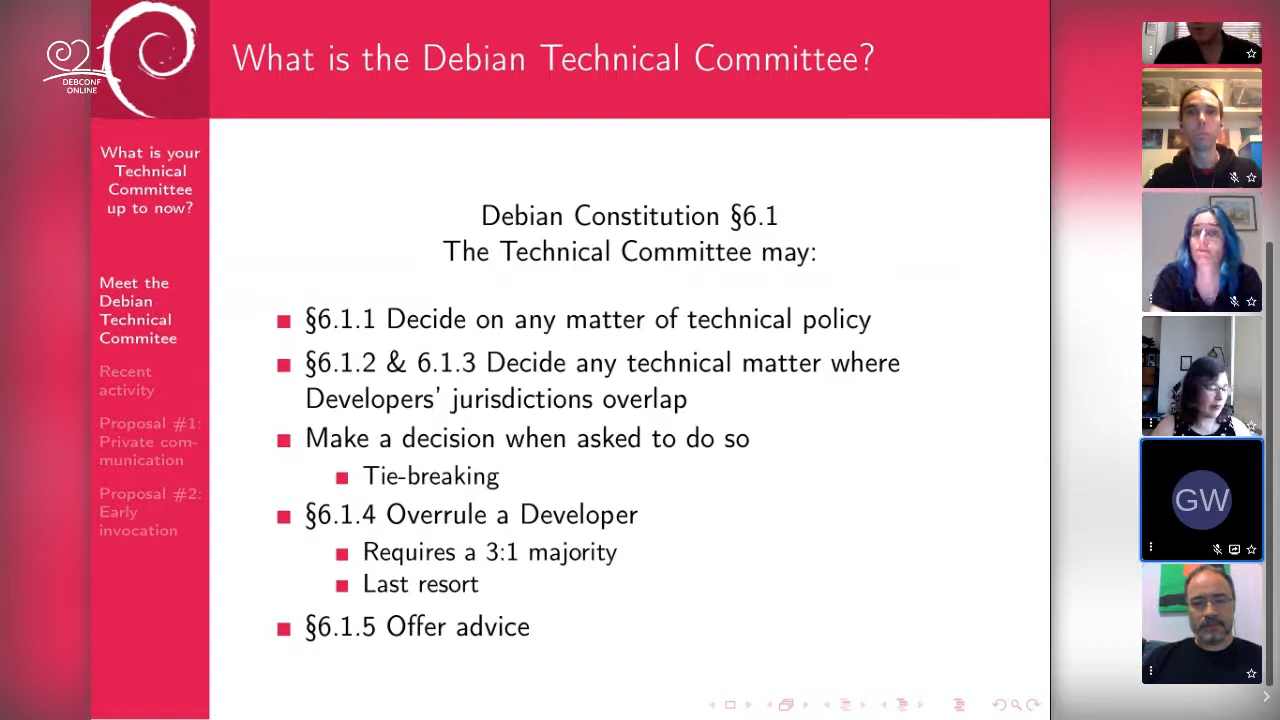 What is the Debian Technical Committee?
21
DEBCONF
ONLINE
What is your
Technical
Committee
up to now?
Meet the
Debian
Technical
Commitee
Recent
activity
Proposal #1:
Private com-
munication
Proposal #2:
Early
invocation
Debian Constitution §6.1
The Technical Committee may:
§6.1.1 Decide on any matter of technical policy
§6.1.2 & 6.1.3 Decide any technical matter where
Developers' jurisdictions overlap
Make a decision when asked to do so
Tie-breaking
§6.1.4 Overrule a Developer
Requires a 3:1 majority
Last resort
§6.1.5 Offer advice
GW